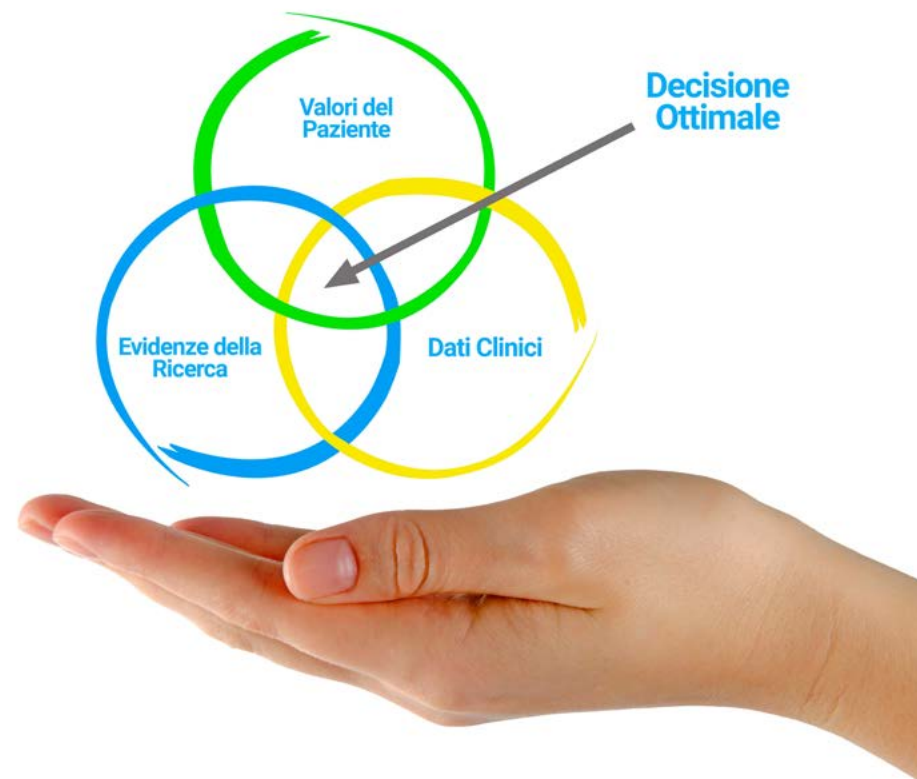 Valori del
Paziente
Decisione
Ottimale
Evidenze della
Ricerca
Dati Clinici